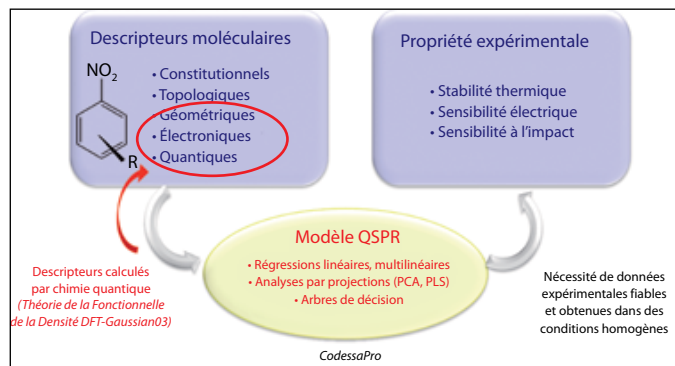 Descripteurs moléculaires
NO2
• Constitutionnels
• Topologiques
• Géométriques
• Électroniques
• Quantiques
R
Propriété expérimentale
• Stabilité thermique
• Sensibilité électrique
• Sensibilité à l'impact
Modèle QSPR
• Régressions linéaires, multilinéaires
• Analyses par projections (PCA, PLS)
• Arbres de décision
Descripteurs calculés
par chimie quantique
(Théorie de la Fonctionnelle
de la Densité DFT-Gaussian03)
Nécessité de données
expérimentales fiables
et obtenues dans des
conditions homogènes
CodessaPro